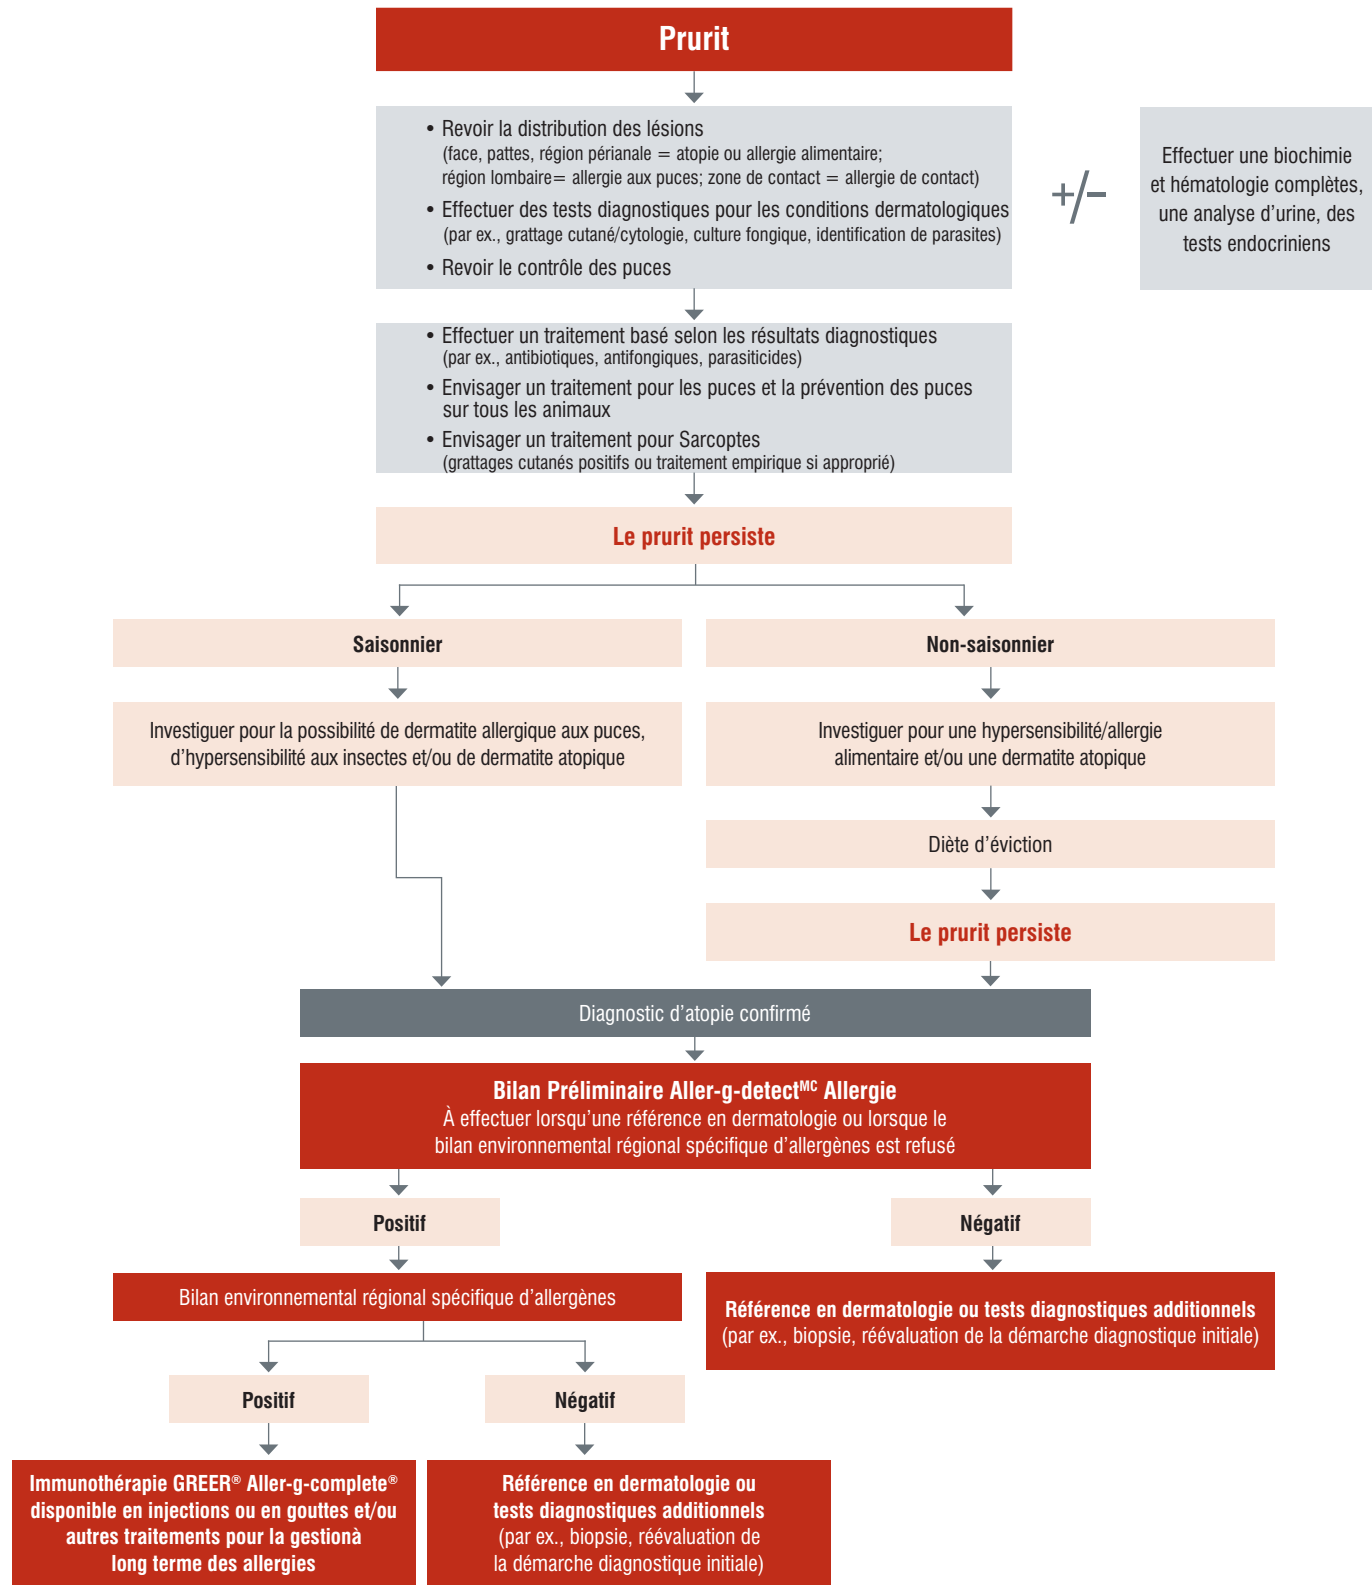 Prurit
• Revoir la distribution des lésions
(face, pattes, région périanale = atopie ou allergie alimentaire;
région lombaire= allergie aux puces; zone de contact = allergie de contact)
• Effectuer des tests diagnostiques pour les conditions dermatologiques
(par ex., grattage cutané/cytologie, culture fongique, identification de parasites)
• Revoir le contrôle des puces
+/-
Effectuer une biochimie
et hématologie complètes,
une analyse d’urine, des
tests endocriniens
• Effectuer un traitement basé selon les résultats diagnostiques
(par ex., antibiotiques, antifongiques, parasiticides)
• Envisager un traitement pour les puces et la prévention des puces
sur tous les animaux
• Envisager un traitement pour Sarcoptes
(grattages cutanés positifs ou traitement empirique si approprié)
Le prurit persiste
Saisonnier
Non-saisonnier
Investiguer pour la possibilité de dermatite allergique aux puces,
d’hypersensibilité aux insectes et/ou de dermatite atopique
Investiguer pour une hypersensibilité/allergie
alimentaire et/ou une dermatite atopique
Diète d’éviction
Le prurit persiste
Diagnostic d’atopie confirmé
Bilan Préliminaire Aller-g-detectᴹᶜ Allergie
À effectuer lorsqu’une référence en dermatologie ou lorsque le
bilan environnemental régional spécifique d’allergènes est refusé
Positif
Négatif
Bilan environnemental régional spécifique d’allergènes
Référence en dermatologie ou tests diagnostiques additionnels
(par ex., biopsie, réévaluation de la démarche diagnostique initiale)
Positif
Négatif
Immunothérapie GREER® Aller-g-complete®
disponible en injections ou en gouttes et/ou
autres traitements pour la gestionà
long terme des allergies
Référence en dermatologie ou
tests diagnostiques additionnels
(par ex., biopsie, réévaluation de
la démarche diagnostique initiale)